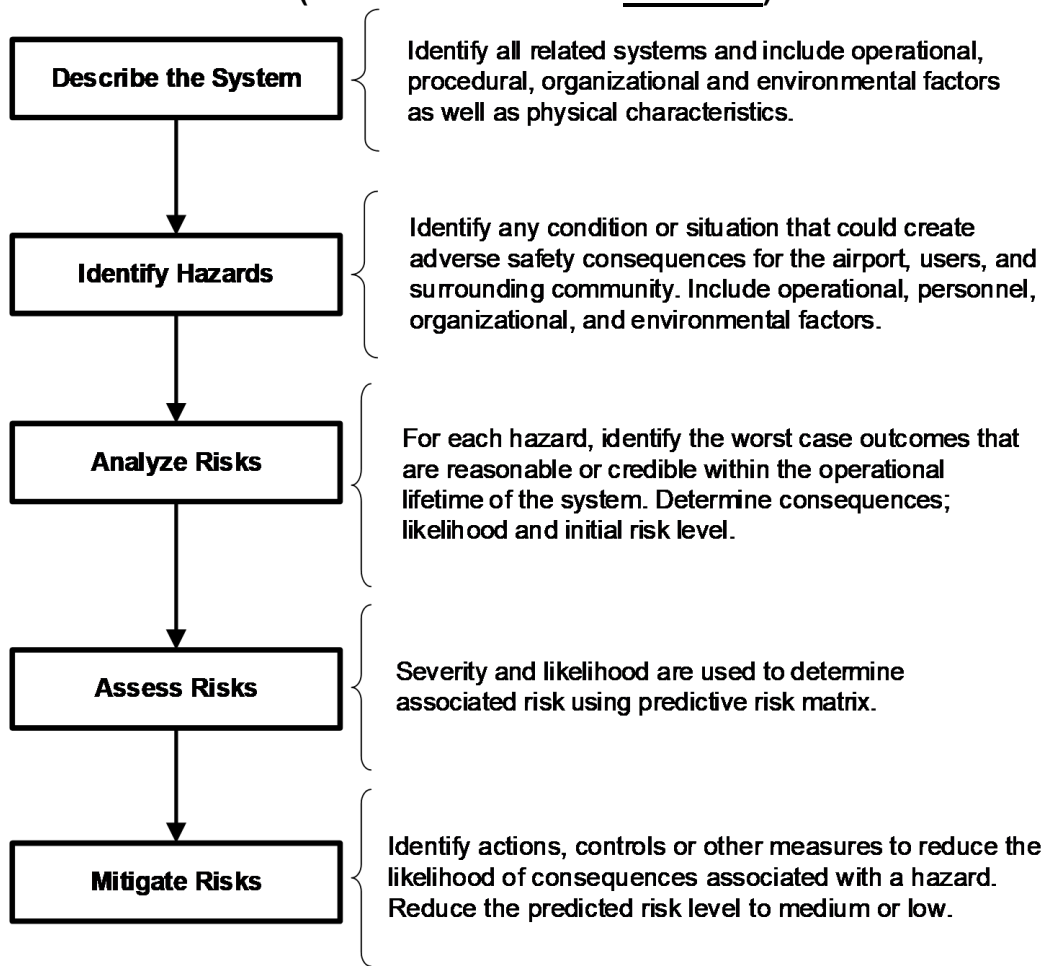 Describe the System
Identify all related systems and include operational,
procedural, organizational and environmental factors
as well as physical characteristics.
Identify Hazards
Identify any condition or situation that could create
adverse safety consequences for the airport, users, and
surrounding community. Include operational, personnel,
organizational, and environmental factors.
Analyze Risks
For each hazard, identify the worst case outcomes that
are reasonable or credible within the operational
lifetime of the system. Determine consequences;
likelihood and initial risk level.
Assess Risks
Severity and likelihood are used to determine
associated risk using predictive risk matrix.
Mitigate Risks
Identify actions, controls or other measures to reduce the
likelihood of consequences associated with a hazard.
Reduce the predicted risk level to medium or low.